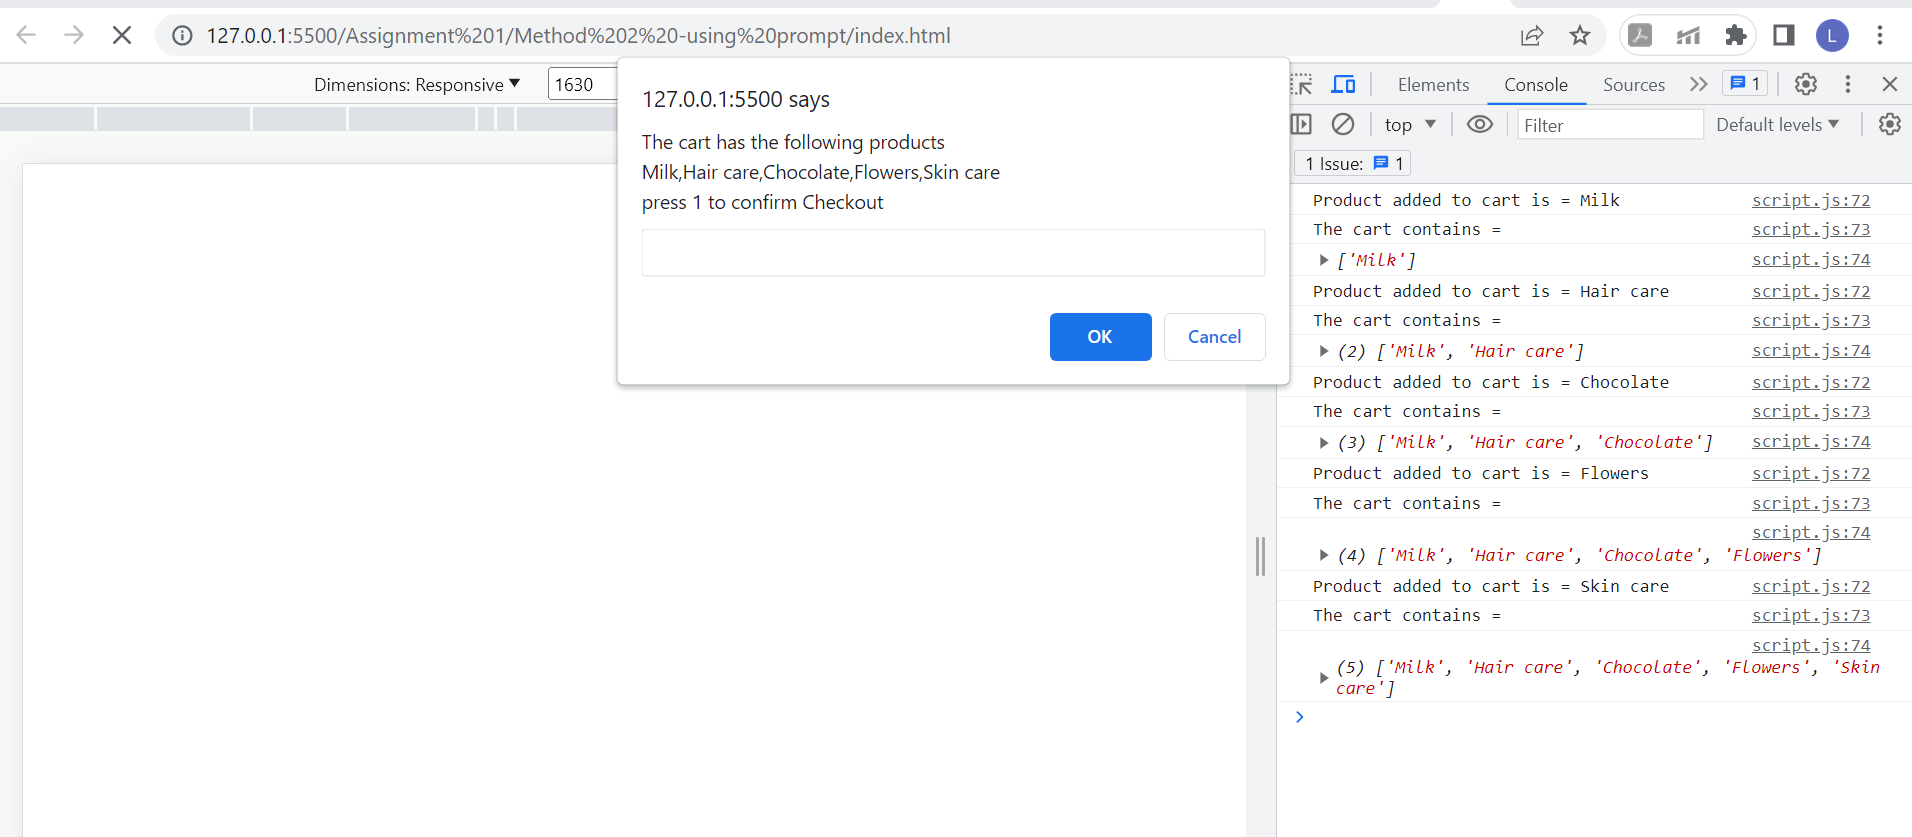 127.0.0.1:5500/Assignment%201/Method%202%20-using%20prompt/index.html
L
Dimensions: Responsive ▼ 1630
127.0.0.1:5500 says
The cart has the following products
Milk,Hair care,Chocolate,Flowers,Skin care
press 1 to confirm Checkout
OK Cancel
Elements Console Sources 1
top ▼ Filter Default levels ▼
1 Issue: 1
Product added to cart is = Milk script.js:72
The cart contains = script.js:73
['Milk'] script.js:74
Product added to cart is = Hair care script.js:72
The cart contains = script.js:73
(2) ['Milk', 'Hair care'] script.js:74
Product added to cart is = Chocolate script.js:72
The cart contains = script.js:73
(3) ['Milk', 'Hair care', 'Chocolate'] script.js:74
Product added to cart is = Flowers script.js:72
The cart contains = script.js:73
script.js:74
(4) ['Milk', 'Hair care', 'Chocolate', 'Flowers']
Product added to cart is = Skin care script.js:72
The cart contains = script.js:73
script.js:74
(5) ['Milk', 'Hair care', 'Chocolate', 'Flowers', 'Skin
care']